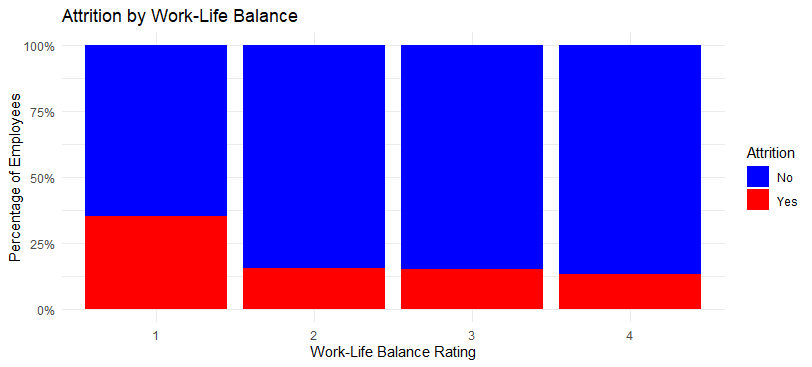 Attrition by Work-Life Balance
Percentage of Employees
100%
75%
50%
25%
0%
1 2 3 4
Work-Life Balance Rating
Attrition
No
Yes